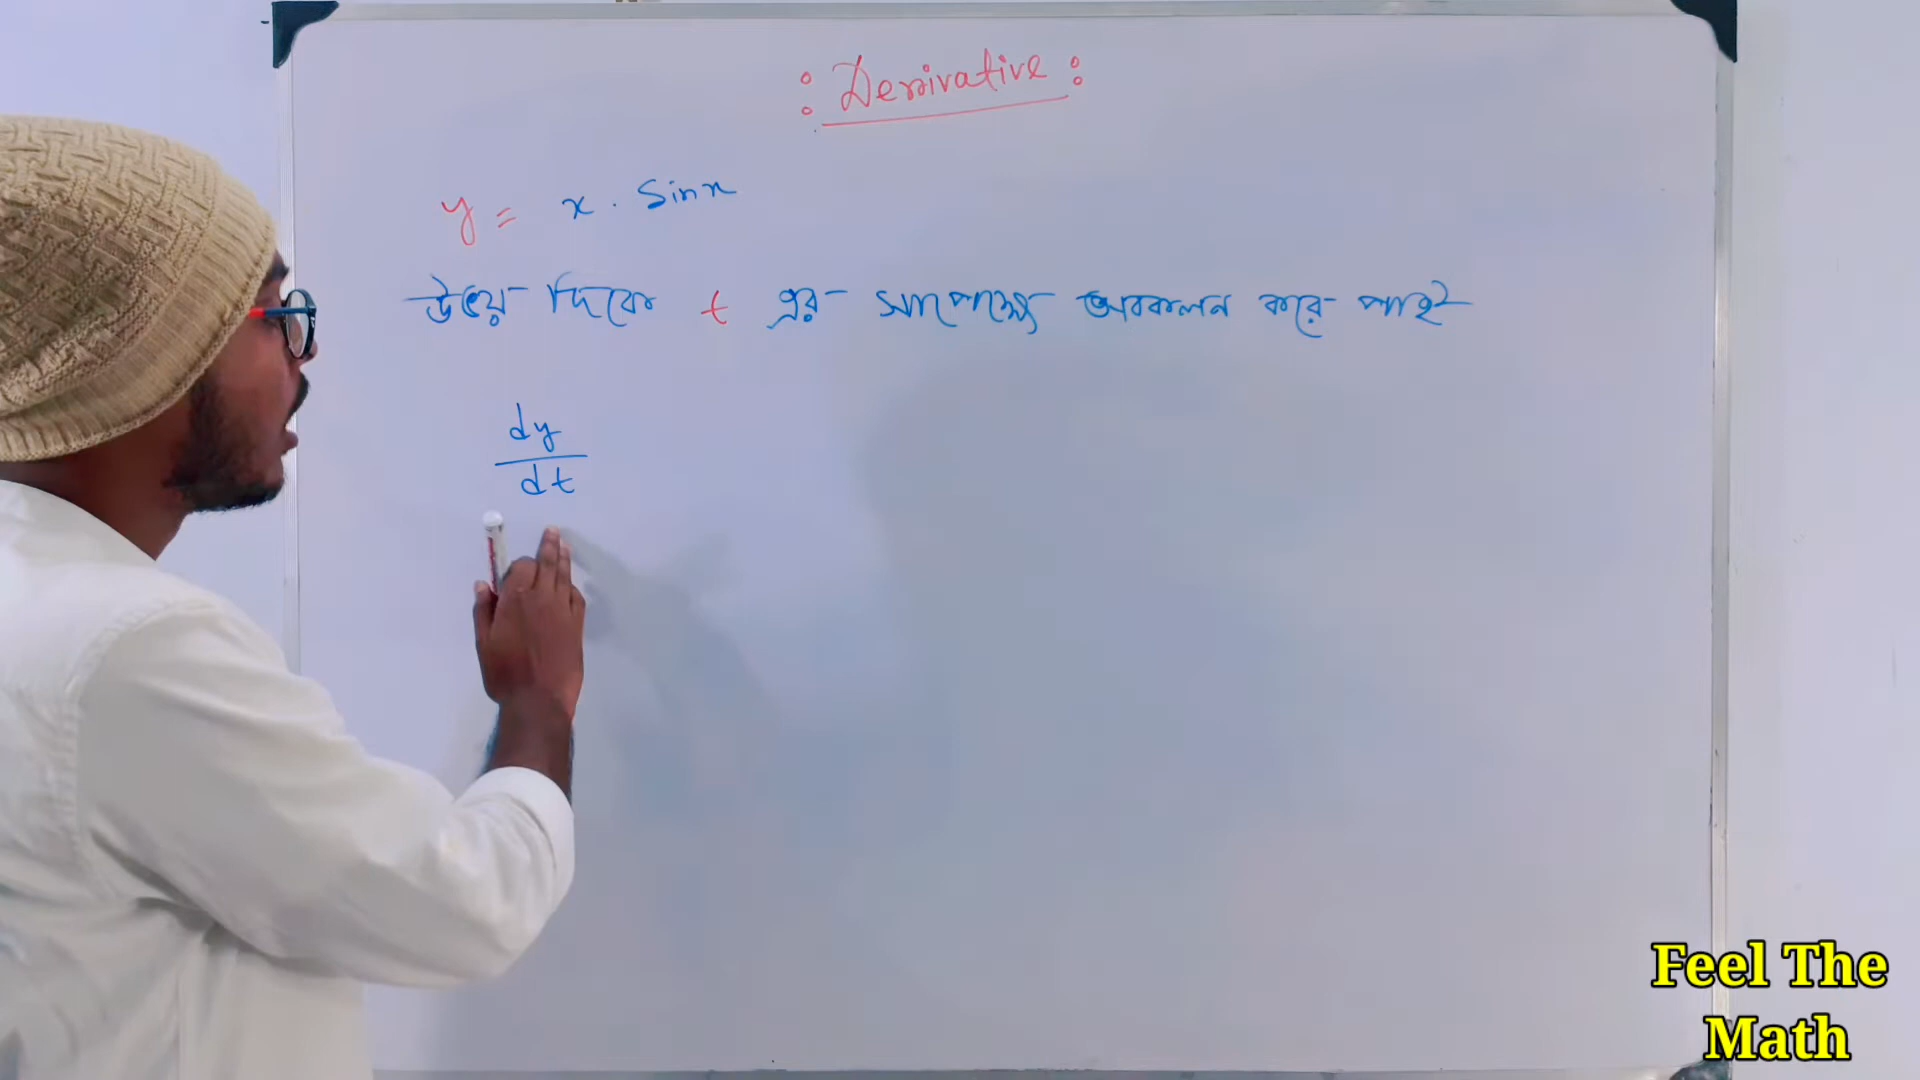 : Derivative :
y = x . Sinx
উভয় দিকে t এর সাপেক্ষে অবকলন করে পাই
dy
dt
Feel The
Math